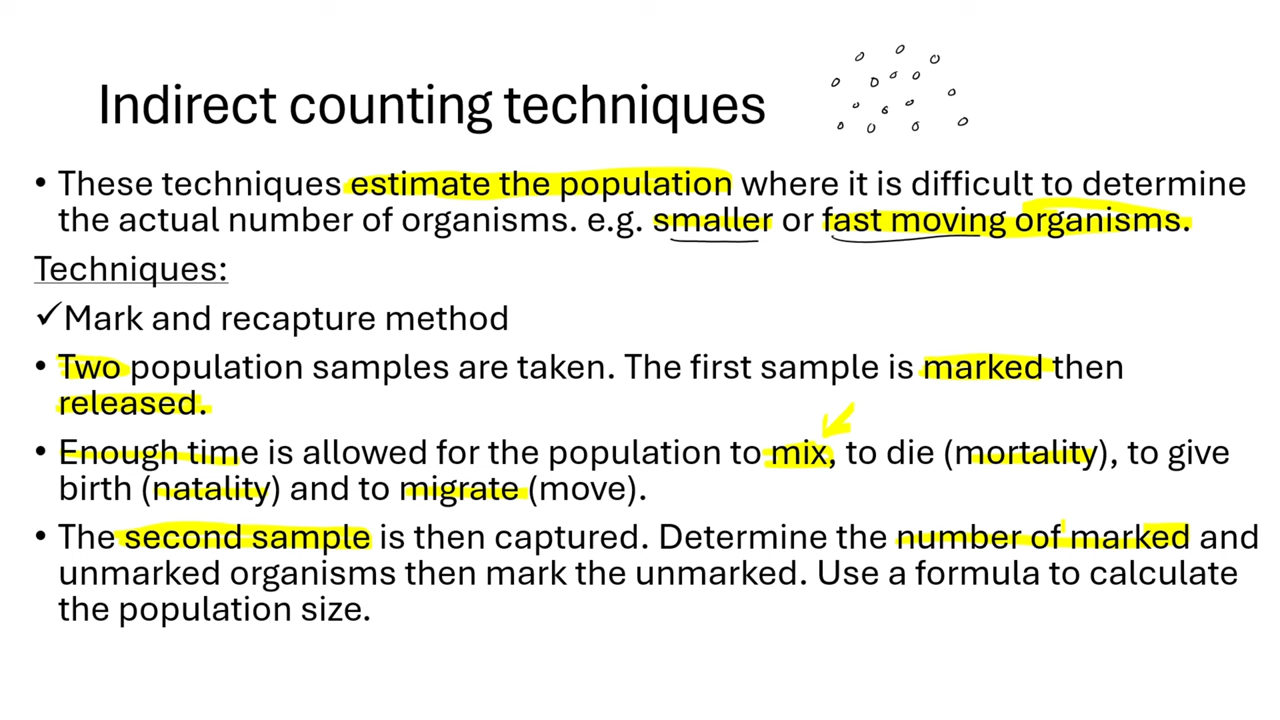 Indirect counting techniques
• These techniques estimate the population where it is difficult to determine
the actual number of organisms. e.g. smaller or fast moving organisms.
Techniques:
✓Mark and recapture method
• Two population samples are taken. The first sample is marked then
released.
• Enough time is allowed for the population to mix, to die (mortality), to give
birth (natality) and to migrate (move).
• The second sample is then captured. Determine the number of marked and
unmarked organisms then mark the unmarked. Use a formula to calculate
the population size.